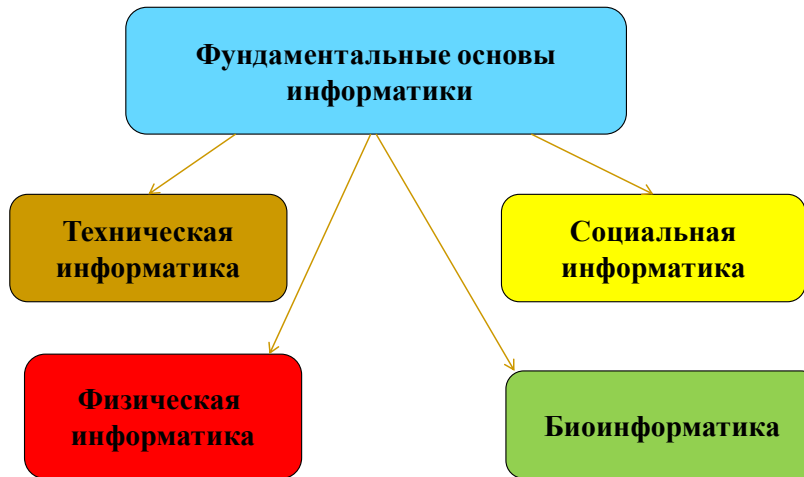 Фундаментальные основы
информатики
Техническая
информатика
Социальная
информатика
Физическая
информатика
Биоинформатика